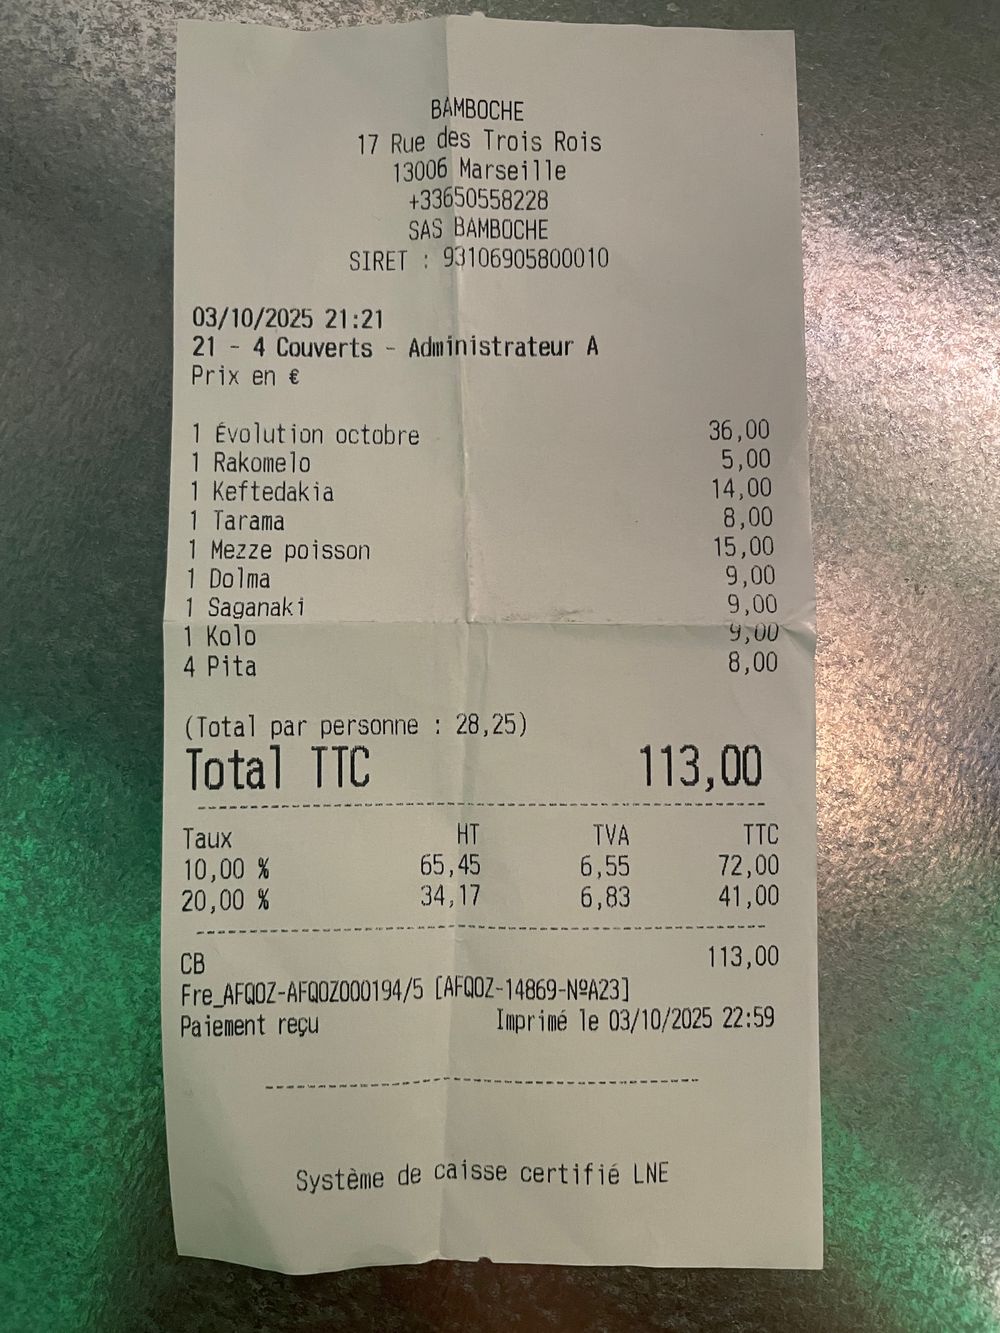 BAMBOCHE
17 Rue des Trois Rois
13006 Marseille
+33650558228
SAS BAMBOCHE
SIRET : 93106905800010
03/10/2025 21:21
21 - 4 Couverts - Administrateur A
Prix en €
1 Évolution octobre 36,00
1 Rakomelo 5,00
1 Keftedakia 14,00
1 Tarama 8,00
1 Mezze poisson 15,00
1 Dolma 9,00
1 Saganaki 9,00
1 Kolo 9,00
4 Pita 8,00
(Total par personne : 28,25)
Total TTC 113,00
Taux HT TVA TTC
10,00 % 65,45 6,55 72,00
20,00 % 34,17 6,83 41,00
CB 113,00
Fre_AFQOZ-AFQOZ000194/5 [AFQOZ-14869-NºA23]
Paiement reçu Imprimé le 03/10/2025 22:59
Système de caisse certifié LNE